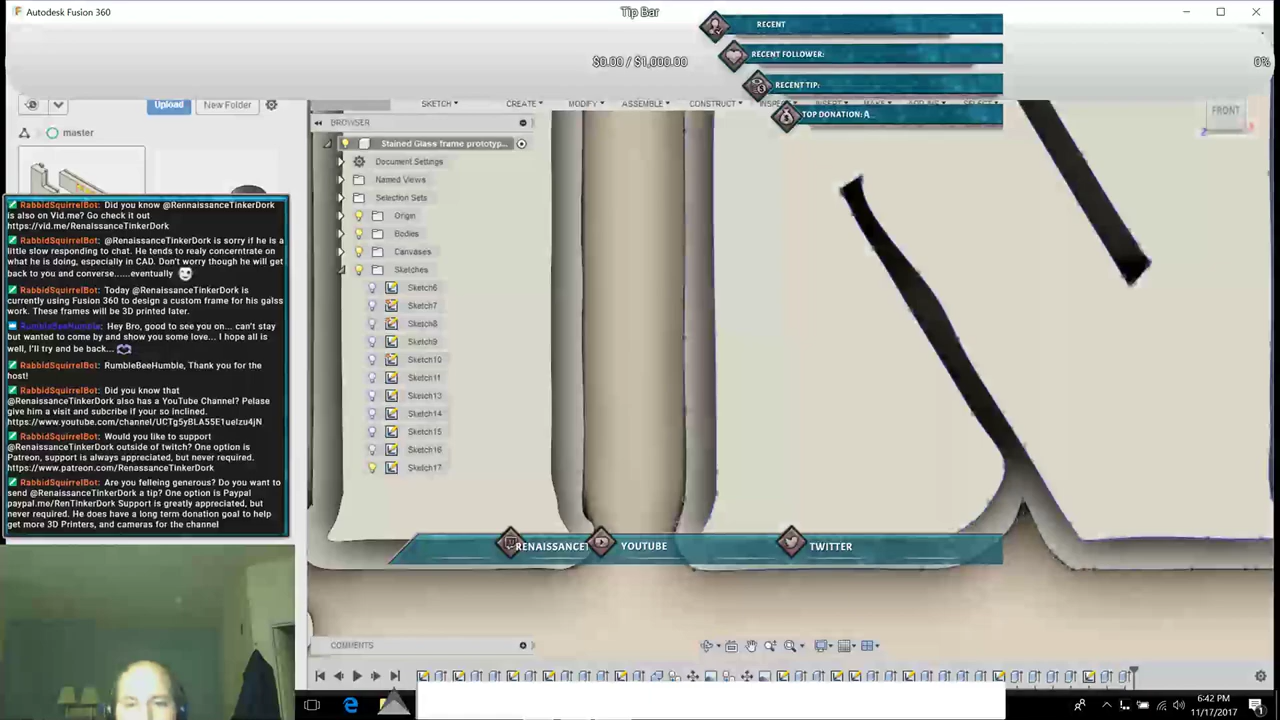 Autodesk Fusion 360
Tip Bar
RECENT
$0.00 / $1,000.00
RECENT FOLLOWER:
0%
RECENT TIP:
TOP DONATION: A...
Upload
New Folder
SKETCH
CREATE
MODIFY
ASSEMBLE
CONSTRUCT
FRONT
Z
master
BROWSER
Stained Glass frame prototyp...
Document Settings
Named Views
Selection Sets
Origin
Bodies
Canvases
Sketches
Sketch6
Sketch7
Sketch8
Sketch9
Sketch10
Sketch11
Sketch13
Sketch14
Sketch15
Sketch16
Sketch17
RabbidSquirrelBot: Did you know @RennaissanceTinkerDork
is also on Vid.me? Go check it out
https://vid.me/RenaissanceTinkerDork
RabbidSquirrelBot: @RenaissanceTinkerDork is sorry if he is a
little slow responding to chat. He tends to realy concerntrate on
what he is doing, especially in CAD. Don't worry though he will get
back to you and converse......eventually
RabbidSquirrelBot: Today @RenaissanceTinkerDork is
currently using Fusion 360 to design a custom frame for his galss
work. These frames will be 3D printed later.
RumbleBeeHumble: Hey Bro, good to see you on... can't stay
but wanted to come by and show you some love... I hope all is
well, I'll try and be back...
RabbidSquirrelBot: RumbleBeeHumble, Thank you for the
host!
RabbidSquirrelBot: Did you know that
@RenaissanceTinkerDork also has a YouTube Channel? Pelase
give him a visit and subcribe if your so inclined.
RabbidSquirrelBot: Would you like to support
@RenaissanceTinkerDork outside of twitch? One option is
Patreon, support is always appreciated, but never required.
https://www.patreon.com/RenassanceTinkerDork
RabbidSquirrelBot: Are you felleing generous? Do you want to
send @RenaissanceTinkerDork a tip? One option is Paypal
paypal.me/RenTinkerDork Support is greatly appreciated, but
never required. He does have a long term donation goal to help
get more 3D Printers, and cameras for the channel
RENAISSANCET
YOUTUBE
TWITTER
COMMENTS
6:42 PM
11/17/2017